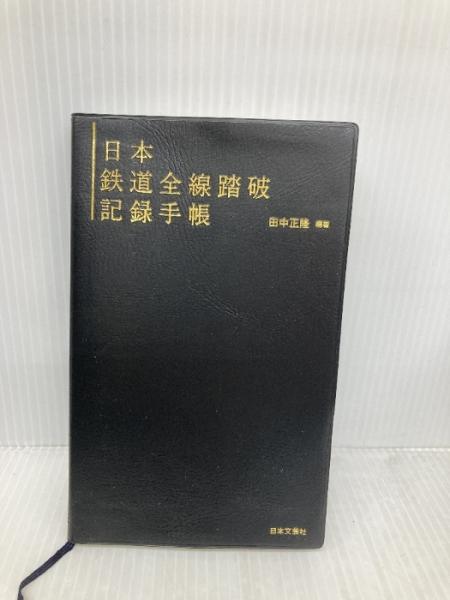 日本
鉄道全線踏破
記録手帳
田中正隆 編著
日本文芸社